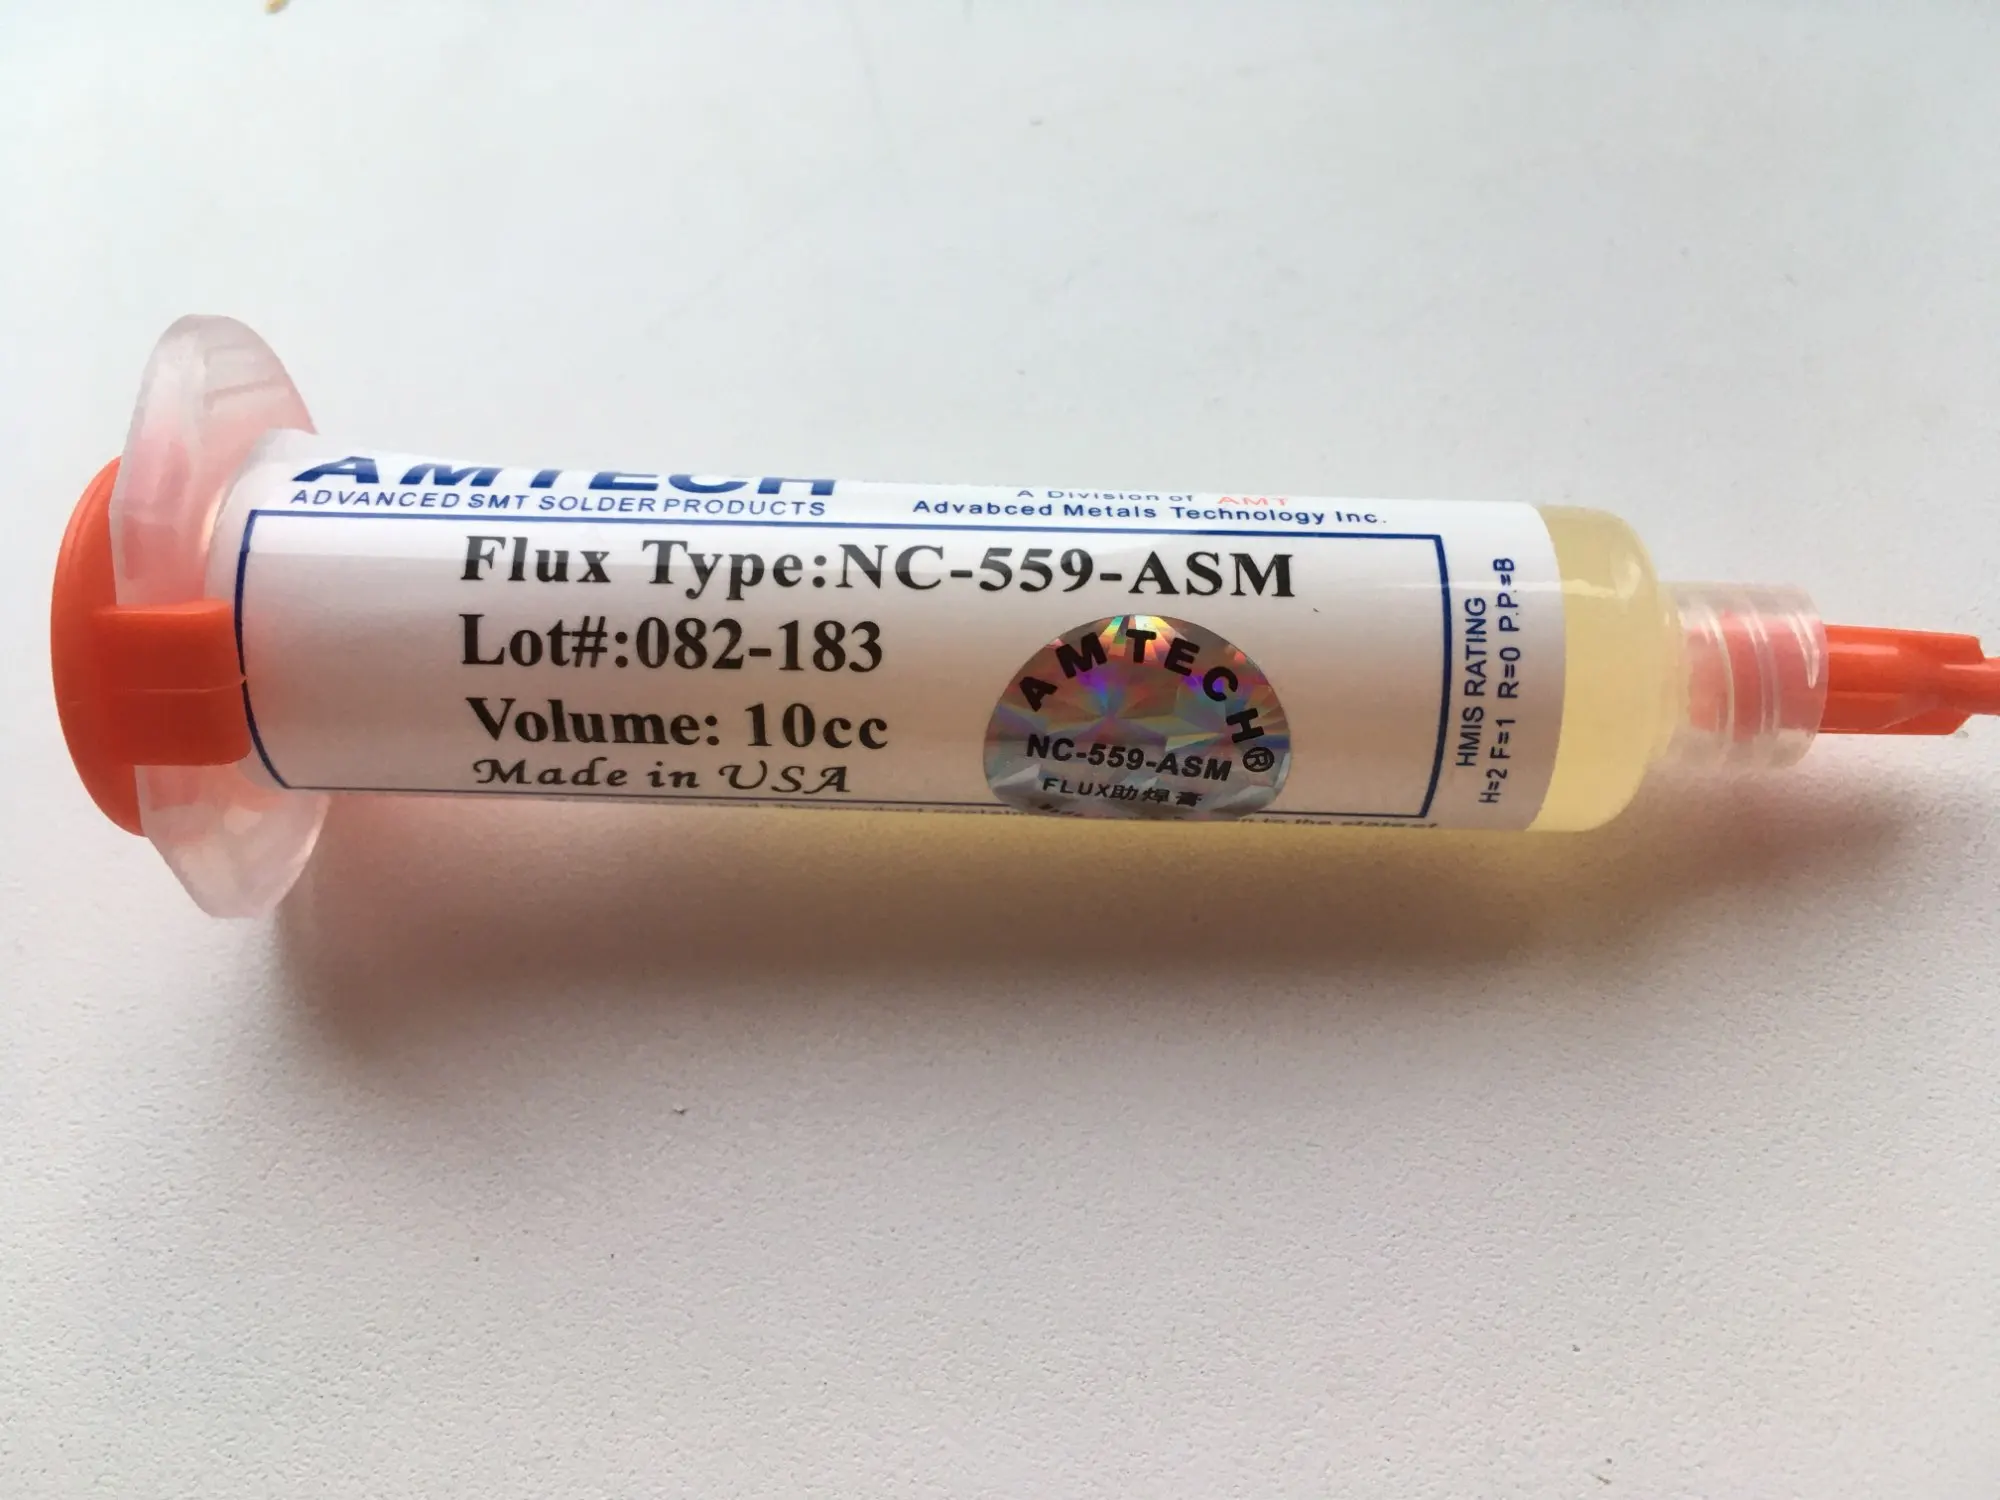 AMTECH
ADVANCED SMT SOLDER PRODUCTS
A Division of AMT
Advabced Metals Technology Inc.
Flux Type:NC-559-ASM
Lot#:082-183
Volume: 10cc
Made in USA
AMTECH®
NC-559-ASM
FLUX助焊膏
HMIS RATING
H=2 F=1 R=0 P.P.=B